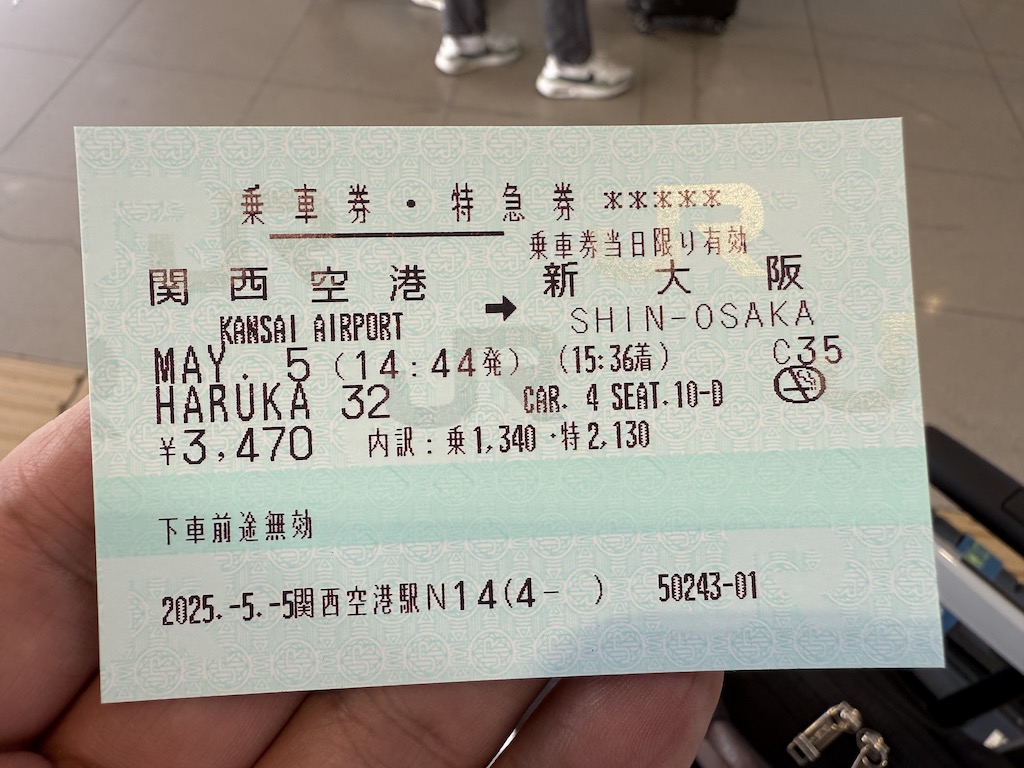 乗車券・特急券 *****
乗車券当日限り有効
関西空港 → 新大阪
KANSAI AIRPORT SHIN-OSAKA
MAY. 5 (14:44発) (15:36着) C35
HARUKA 32 CAR. 4 SEAT.10-D
¥3,470 内訳:乗1,340・特2,130
下車前途無効
2025.-5.-5関西空港駅N14(4- ) 50243-01